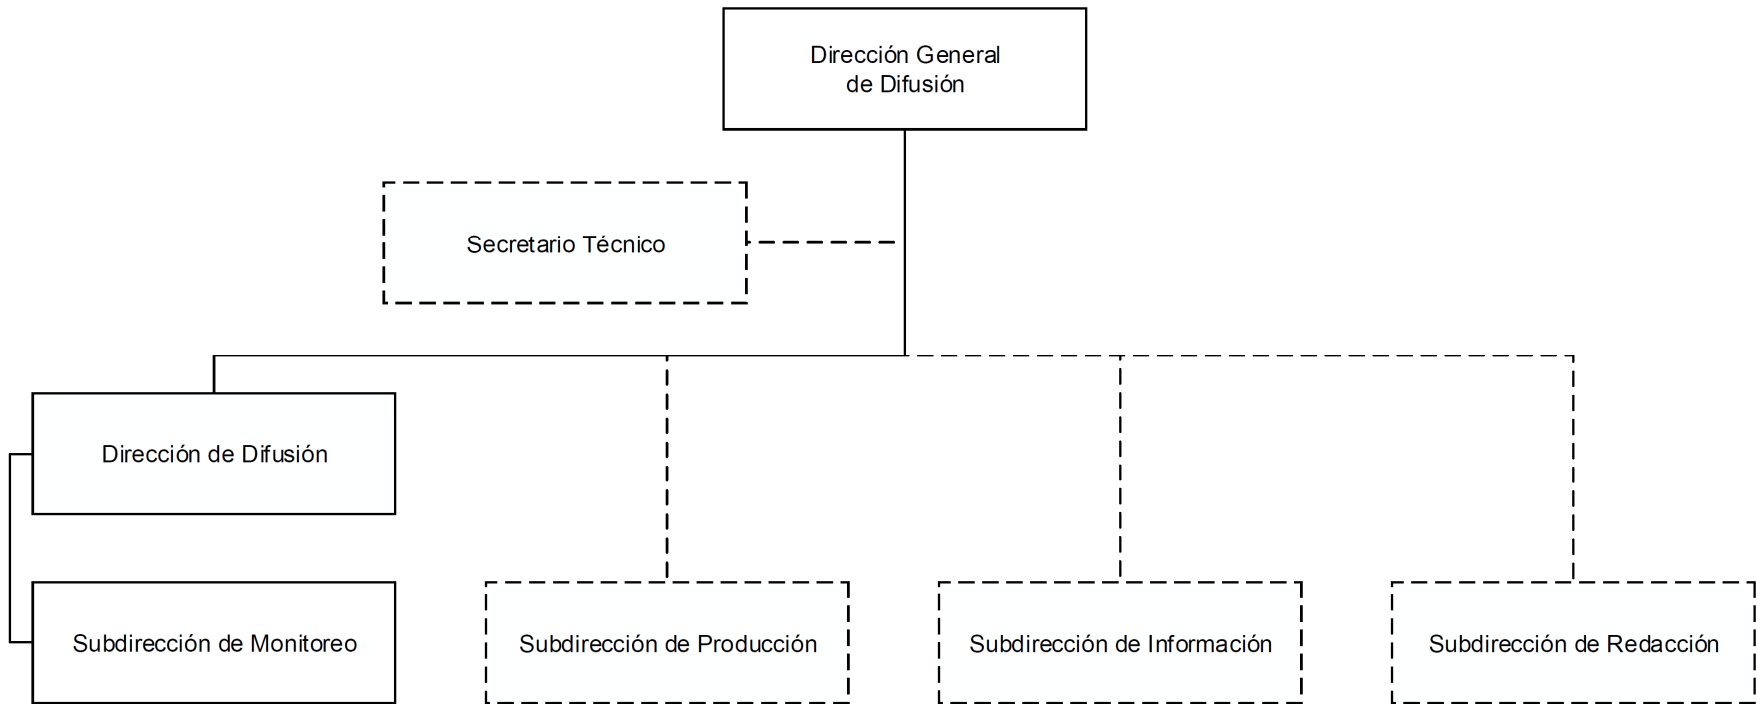 Dirección General
de Difusión
Secretario Técnico
Dirección de Difusión
Subdirección de Monitoreo
Subdirección de Producción
Subdirección de Información
Subdirección de Redacción